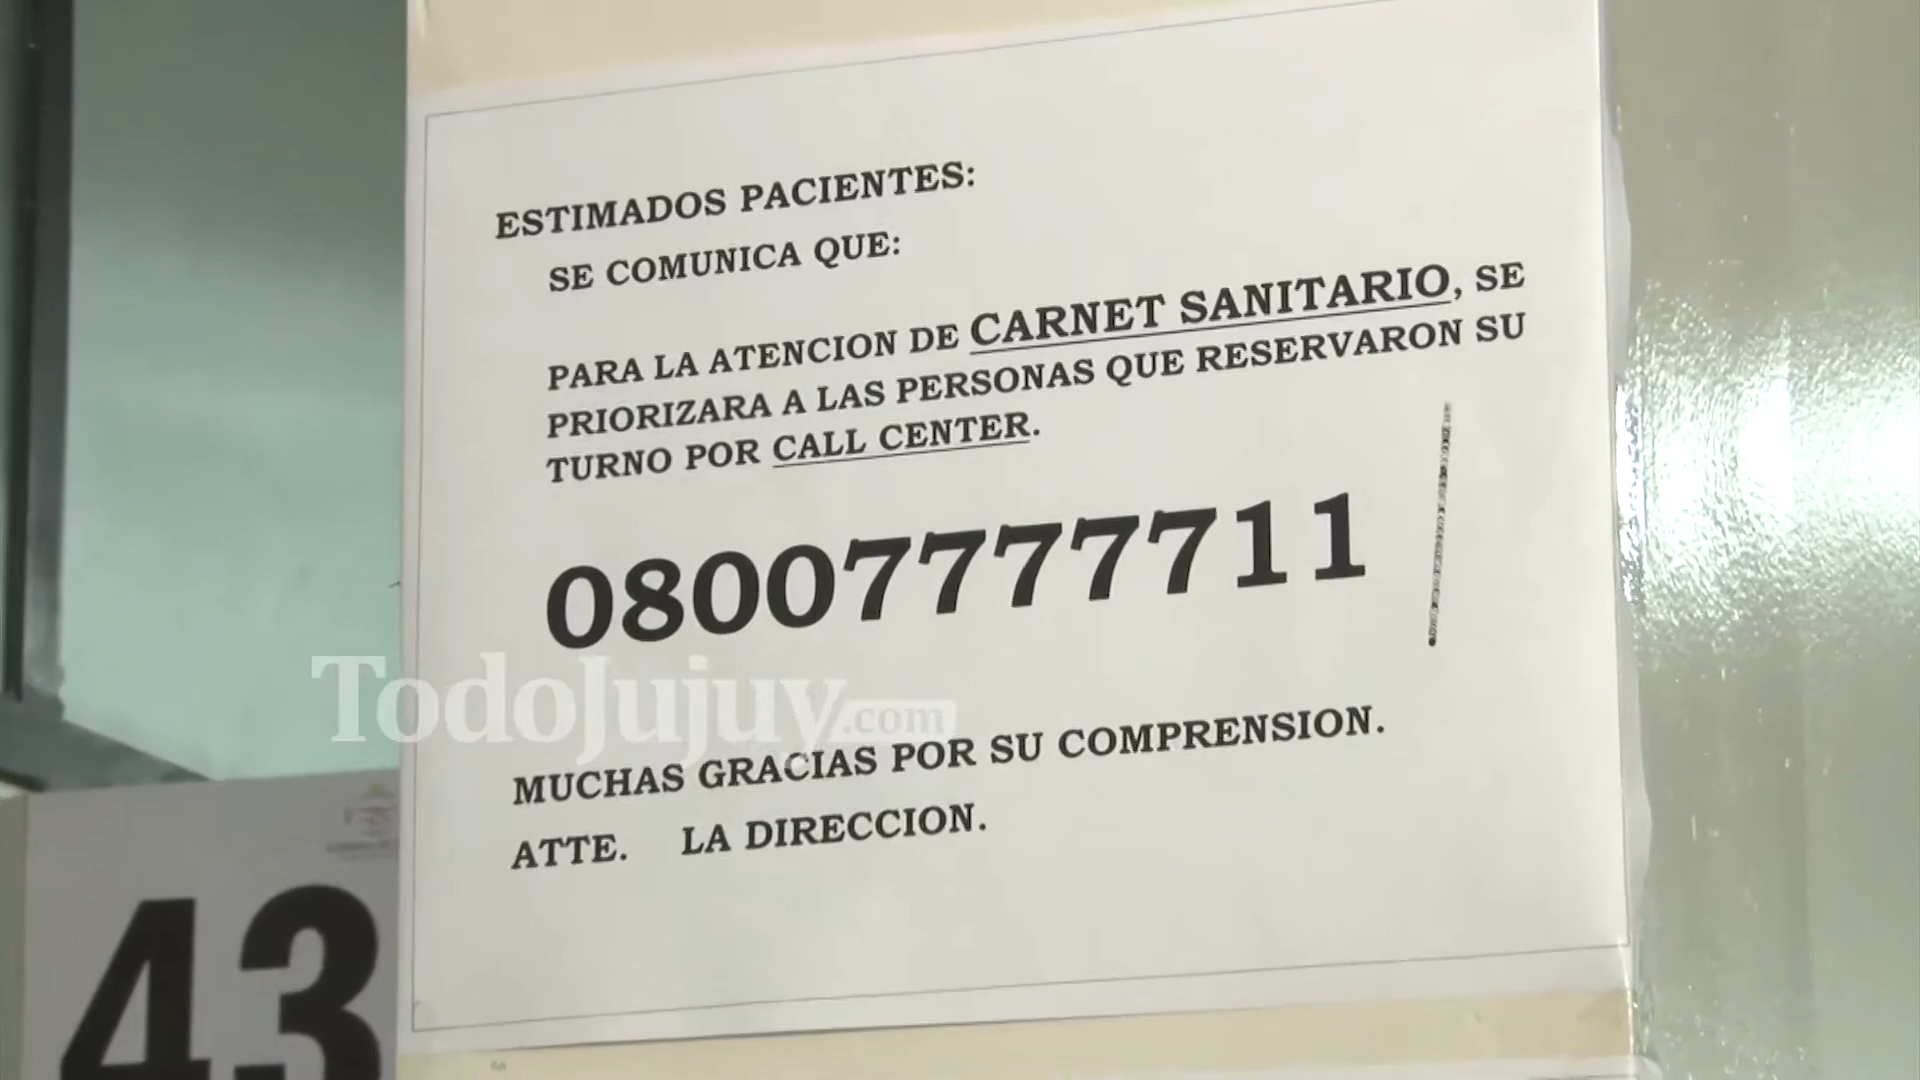 ESTIMADOS PACIENTES:
SE COMUNICA QUE:
PARA LA ATENCION DE CARNET SANITARIO, SE
PRIORIZARA A LAS PERSONAS QUE RESERVARON SU
TURNO POR CALL CENTER.
08007777711
TodoJujuy.com
MUCHAS GRACIAS POR SU COMPRENSION.
ATTE. LA DIRECCION.
43